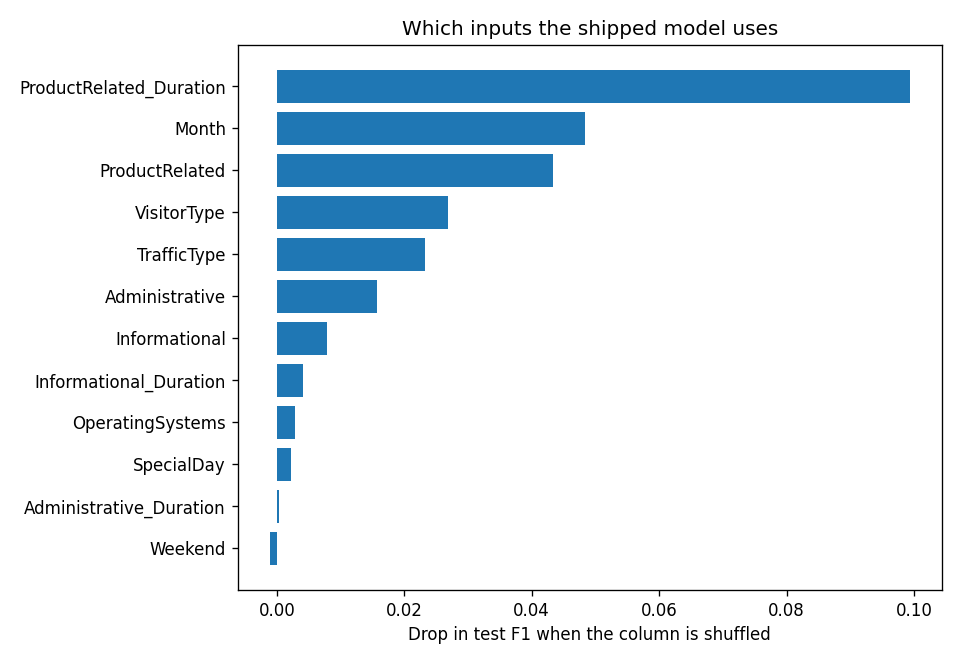 Which inputs the shipped model uses
ProductRelated_Duration
Month
ProductRelated
VisitorType
TrafficType
Administrative
Informational
Informational_Duration
OperatingSystems
SpecialDay
Administrative_Duration
Weekend
0.00 0.02 0.04 0.06 0.08 0.10
Drop in test F1 when the column is shuffled